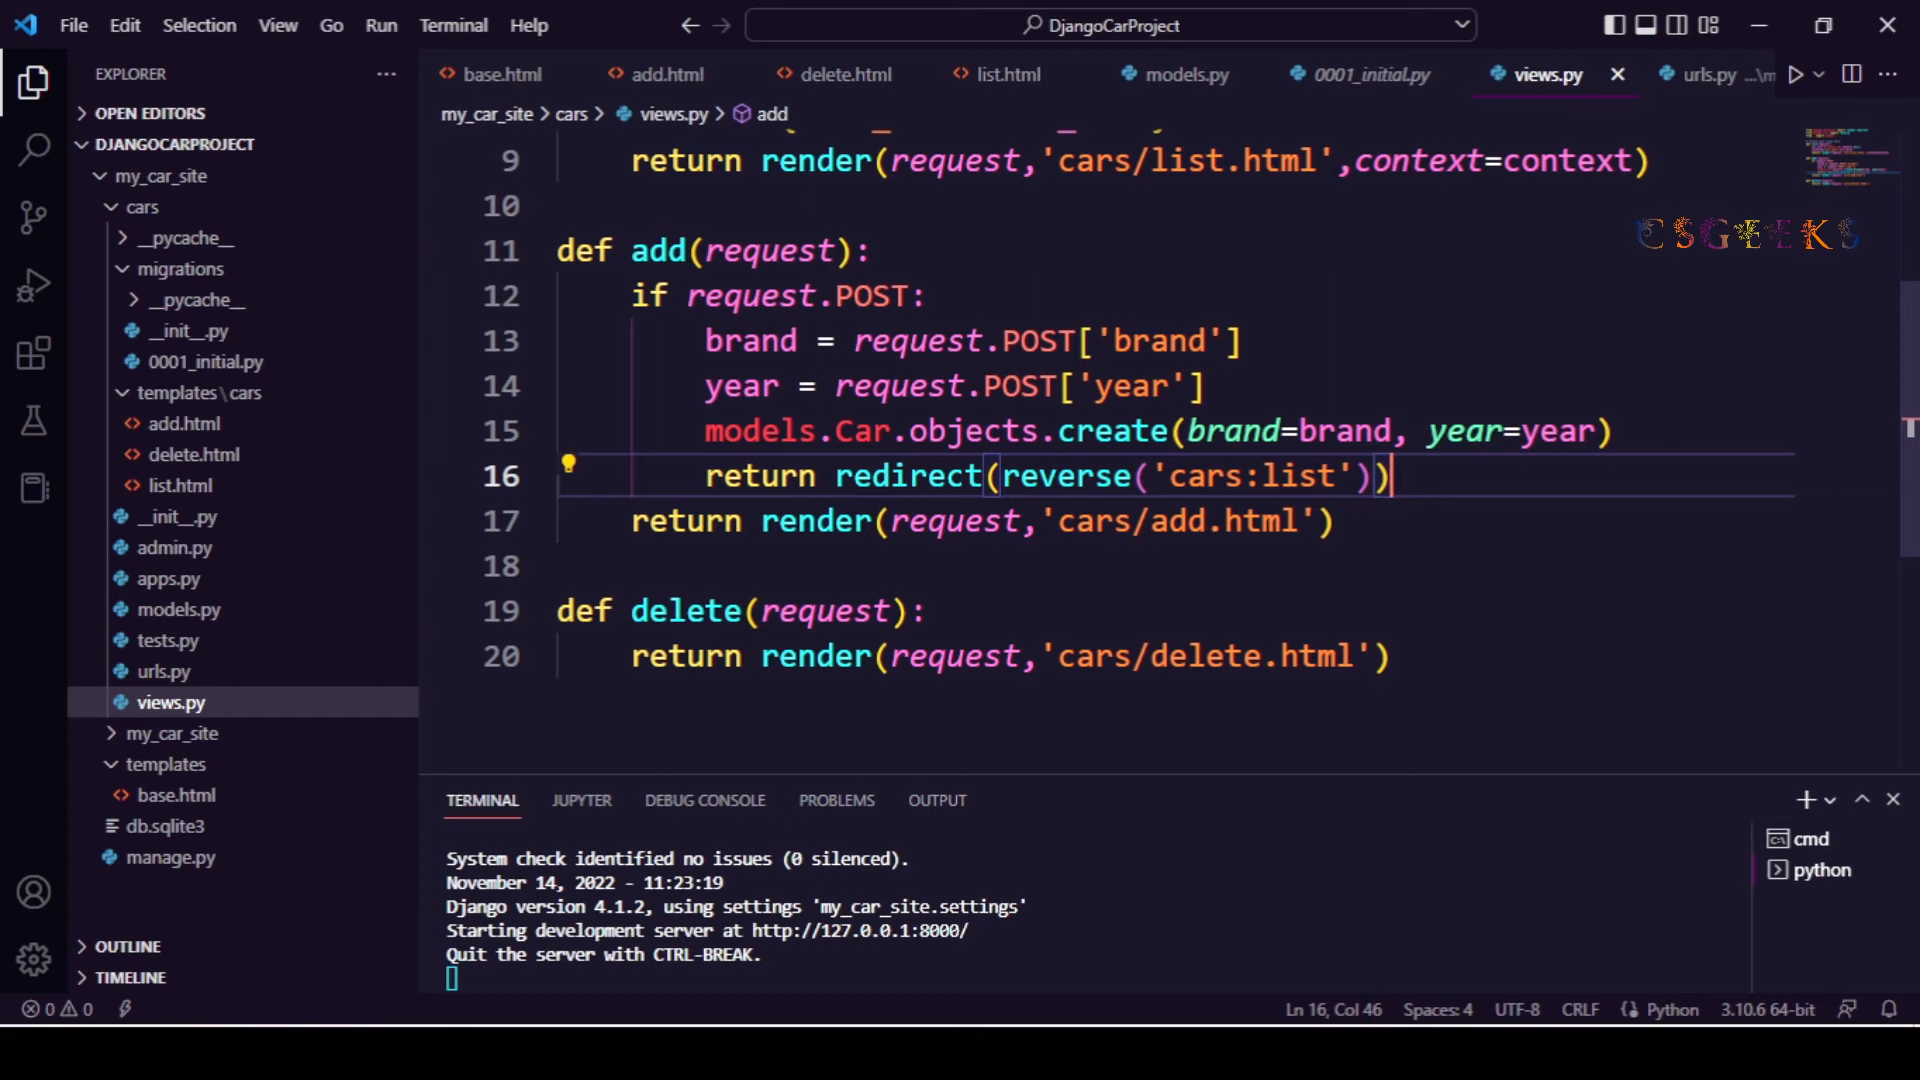 File Edit Selection View Go Run Terminal Help
DjangoCarProject
EXPLORER
OPEN EDITORS
DJANGOCARPROJECT
my_car_site
cars
__pycache__
migrations
__pycache__
__init__.py
0001_initial.py
templates\cars
add.html
delete.html
list.html
__init__.py
admin.py
apps.py
models.py
tests.py
urls.py
views.py
my_car_site
templates
base.html
db.sqlite3
manage.py
OUTLINE
TIMELINE
base.html add.html delete.html list.html models.py 0001_initial.py views.py urls.py ...\m
my_car_site > cars > views.py > add
9 return render(request,'cars/list.html',context=context)
10
CSGEEKS
11 def add(request):
12 if request.POST:
13 brand = request.POST['brand']
14 year = request.POST['year']
15 models.Car.objects.create(brand=brand, year=year)
16 return redirect(reverse('cars:list'))
17 return render(request,'cars/add.html')
18
19 def delete(request):
20 return render(request,'cars/delete.html')
TERMINAL JUPYTER DEBUG CONSOLE PROBLEMS OUTPUT
System check identified no issues (0 silenced).
November 14, 2022 - 11:23:19
Django version 4.1.2, using settings 'my_car_site.settings'
Starting development server at http://127.0.0.1:8000/
Quit the server with CTRL-BREAK.
cmd
python
0 0 Ln 16, Col 46 Spaces: 4 UTF-8 CRLF Python 3.10.6 64-bit